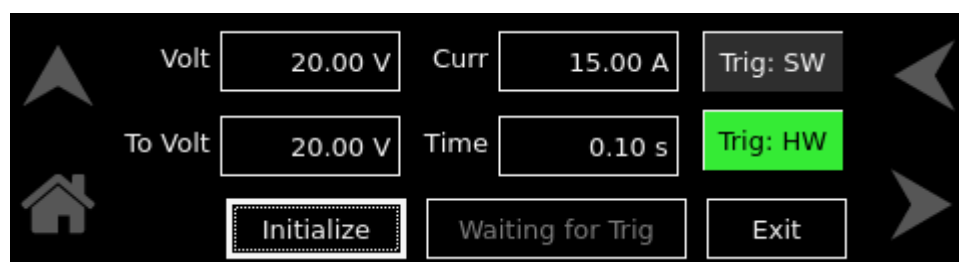 Volt 20.00 V Curr 15.00 A Trig: SW
To Volt 20.00 V Time 0.10 s Trig: HW
Initialize Waiting for Trig Exit